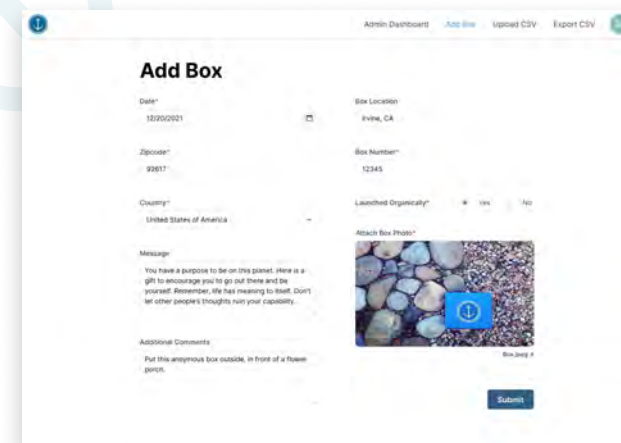 Admin Dashboard Add Box Upload CSV Export CSV
Add Box
Date*
12/20/2021
Zipcode*
92617
Country*
United States of America
Message
You have a purpose to be on this planet. Here is a
gift to encourage you to go out there and be
yourself. Remember, life has meaning to itself. Don't
let other people's thoughts ruin your capability.
Additional Comments
Put this anoymous box outside, in front of a flower
porch.
Box Location
Irvine, CA
Box Number*
12345
Launched Organically* Yes No
Attach Box Photo*
Box.jpeg x
Submit